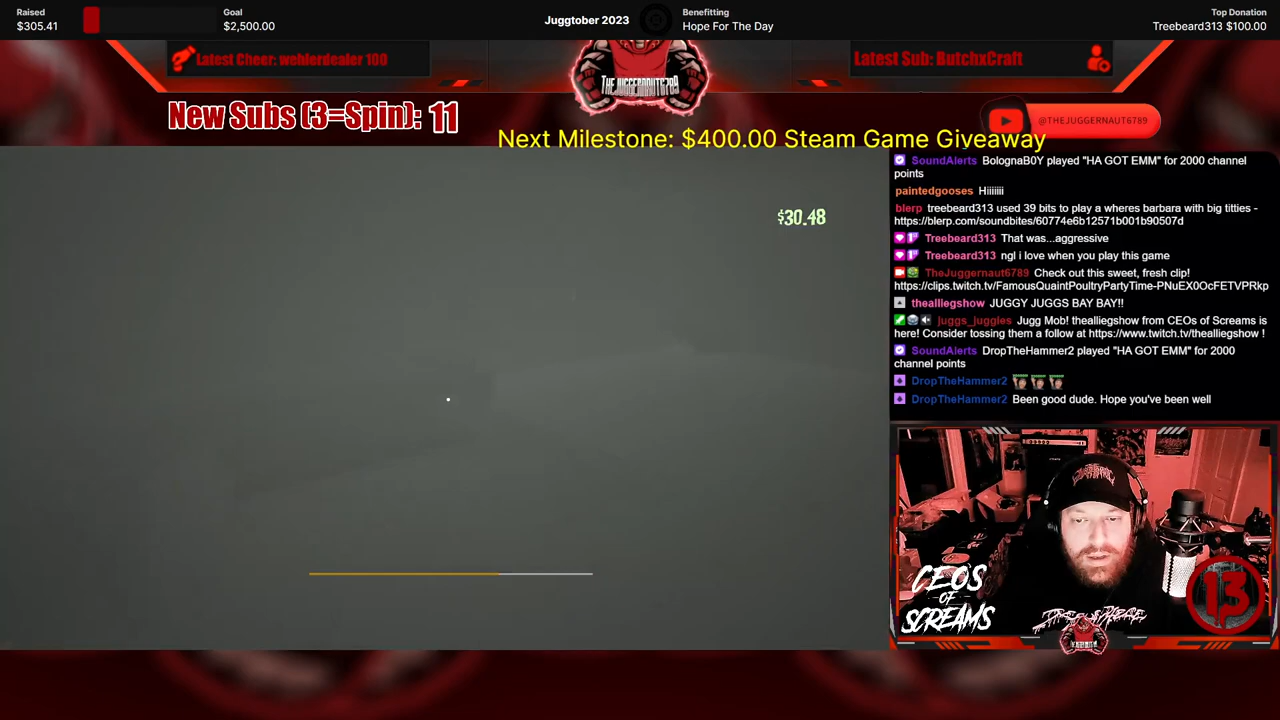 Raised
$305.41
Goal
$2,500.00
Juggtober 2023
Benefitting
Hope For The Day
Top Donation
Treebeard313 $100.00
Latest Cheer: wehlerdealer 100
THEJUGGERNAUT6789
Latest Sub: ButchxCraft
New Subs (3=Spin): 11
@THEJUGGERNAUT6789
Next Milestone: $400.00 Steam Game Giveaway
$30.48
SoundAlerts BolognaB0Y played "HA GOT EMM" for 2000 channel
points
paintedgooses Hiiiiiii
blerp treebeard313 used 39 bits to play a wheres barbara with big titties -
https://blerp.com/soundbites/60774e6b12571b001b90507d
Treebeard313 That was...aggressive
Treebeard313 ngl i love when you play this game
TheJuggernaut6789 Check out this sweet, fresh clip!
https://clips.twitch.tv/FamousQuaintPoultryPartyTime-PNuEX0OcFETVPRkp
thealliegshow JUGGY JUGGS BAY BAY!!
juggs_juggles Jugg Mob! thealliegshow from CEOs of Screams is
here! Consider tossing them a follow at https://www.twitch.tv/thealliegshow !
SoundAlerts DropTheHammer2 played "HA GOT EMM" for 2000
channel points
DropTheHammer2
DropTheHammer2 Been good dude. Hope you've been well
CEOS
OF
SCREAMS
13